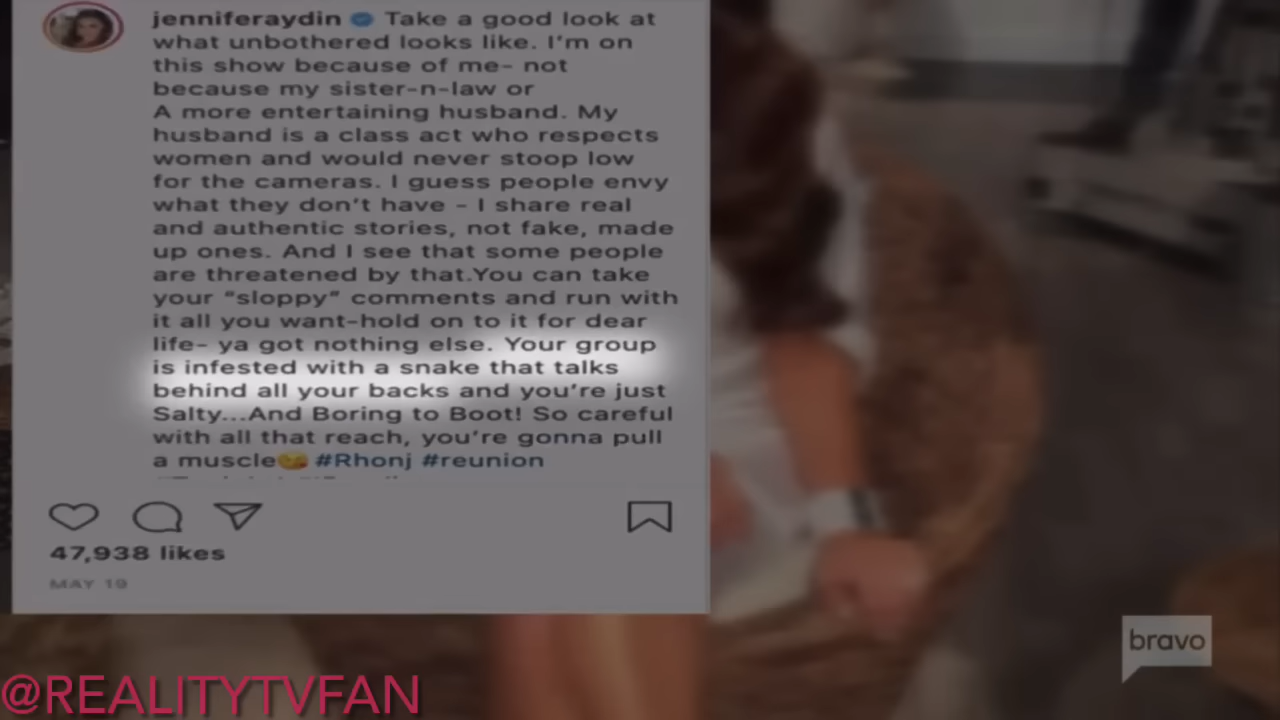 jenniferaydin Take a good look at
what unbothered looks like. I'm on
this show because of me- not
because my sister-n-law or
A more entertaining husband. My
husband is a class act who respects
women and would never stoop low
for the cameras. I guess people envy
what they don't have - I share real
and authentic stories, not fake, made
up ones. And I see that some people
are threatened by that.You can take
your "sloppy" comments and run with
it all you want-hold on to it for dear
life- ya got nothing else. Your group
is infested with a snake that talks
behind all your backs and you're just
Salty...And Boring to Boot! So careful
with all that reach, you're gonna pull
a muscle😘 #Rhonj #reunion
47,938 likes
MAY 19
bravo
@REALITYTVFAN